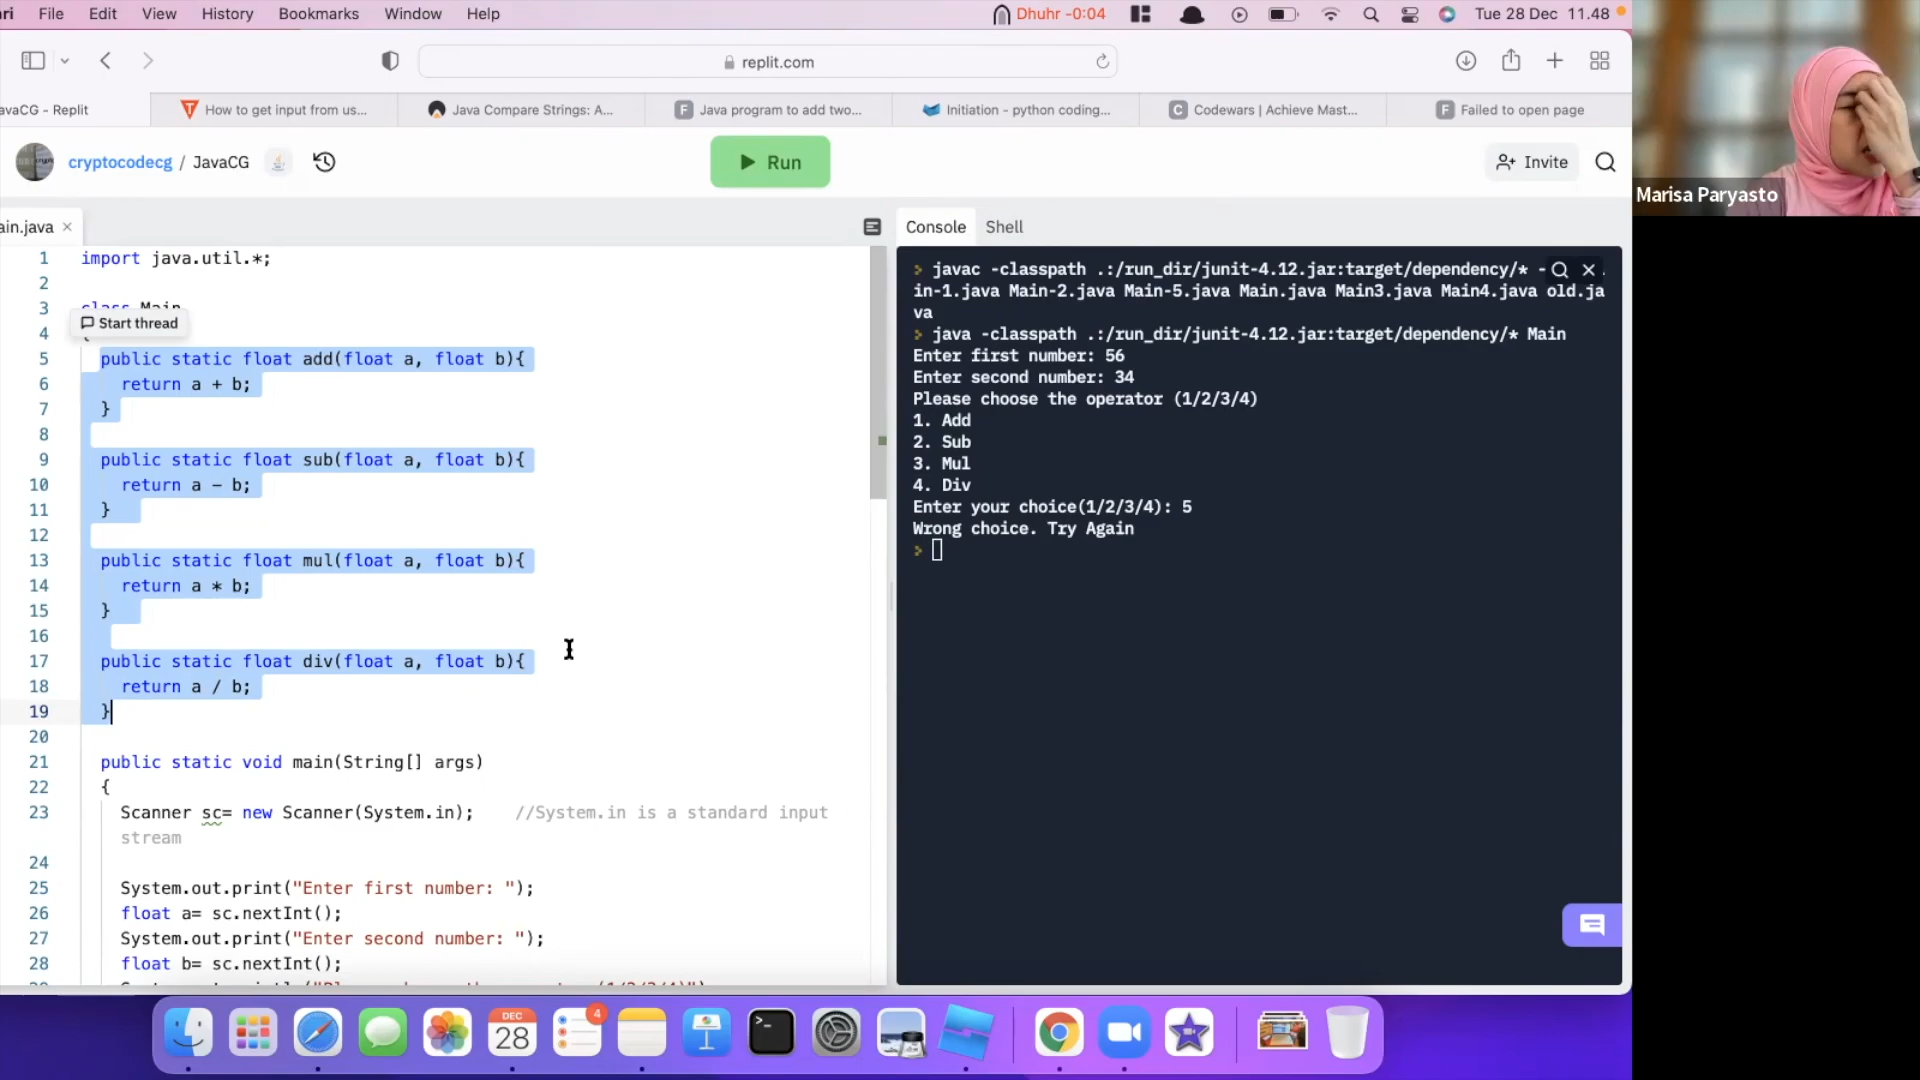 ri File Edit View History Bookmarks Window Help Dhuhr -0:04 Tue 28 Dec 11.48
replit.com
avaCG - Replit How to get input from us... Java Compare Strings: A... Java program to add two... Initiation - python coding... Codewars | Achieve Mast... Failed to open page
cryptocodecg / JavaCG Run Invite
Marisa Paryasto
ain.java × Console Shell
1 import java.util.*;
2
3 class Main
Start thread
4 {
5 public static float add(float a, float b){
6 return a + b;
7 }
8
9 public static float sub(float a, float b){
10 return a - b;
11 }
12
13 public static float mul(float a, float b){
14 return a * b;
15 }
16
17 public static float div(float a, float b){
18 return a / b;
19 }
20
21 public static void main(String[] args)
22 {
23 Scanner sc= new Scanner(System.in); //System.in is a standard input
stream
24
25 System.out.print("Enter first number: ");
26 float a= sc.nextInt();
27 System.out.print("Enter second number: ");
28 float b= sc.nextInt();
> javac -classpath .:/run_dir/junit-4.12.jar:target/dependency/* - .
in-1.java Main-2.java Main-5.java Main.java Main3.java Main4.java old.ja
va
> java -classpath .:/run_dir/junit-4.12.jar:target/dependency/* Main
Enter first number: 56
Enter second number: 34
Please choose the operator (1/2/3/4)
1. Add
2. Sub
3. Mul
4. Div
Enter your choice(1/2/3/4): 5
Wrong choice. Try Again
>
DEC
28
4